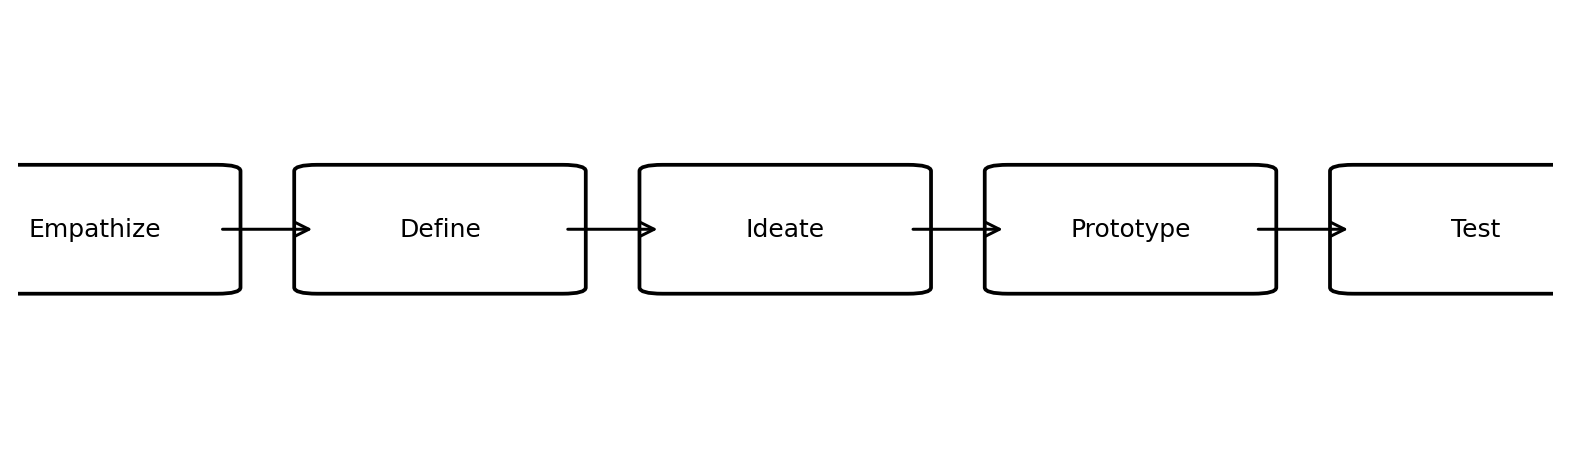 Empathize
Define
Ideate
Prototype
Test